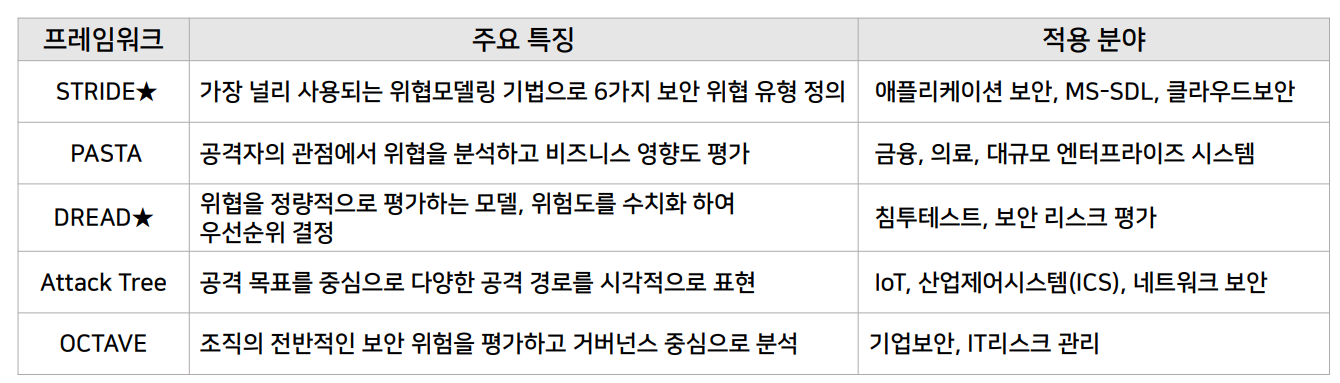 프레임워크 주요 특징 적용 분야
STRIDE★ 가장 널리 사용되는 위협모델링 기법으로 6가지 보안 위협 유형 정의 애플리케이션 보안, MS-SDL, 클라우드보안
PASTA 공격자의 관점에서 위협을 분석하고 비즈니스 영향도 평가 금융, 의료, 대규모 엔터프라이즈 시스템
DREAD★ 위협을 정량적으로 평가하는 모델, 위험도를 수치화 하여
우선순위 결정 침투테스트, 보안 리스크 평가
Attack Tree 공격 목표를 중심으로 다양한 공격 경로를 시각적으로 표현 IoT, 산업제어시스템(ICS), 네트워크 보안
OCTAVE 조직의 전반적인 보안 위험을 평가하고 거버넌스 중심으로 분석 기업보안, IT리스크 관리